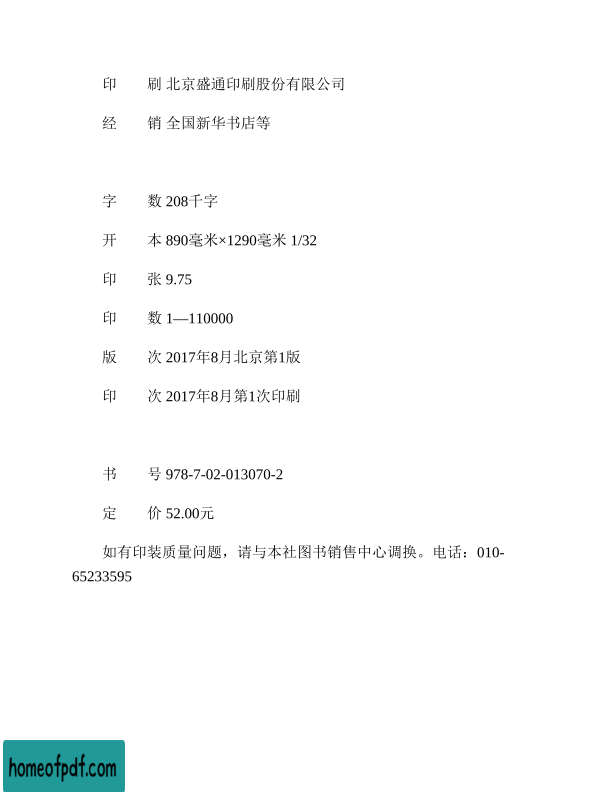 印　　刷 北京盛通印刷股份有限公司
经　　销 全国新华书店等
字　　数 208千字
开　　本 890毫米×1290毫米 1/32
印　　张 9.75
印　　数 1—110000
版　　次 2017年8月北京第1版
印　　次 2017年8月第1次印刷
书　　号 978-7-02-013070-2
定　　价 52.00元
如有印装质量问题，请与本社图书销售中心调换。电话：010-
65233595
homeofpdf.com